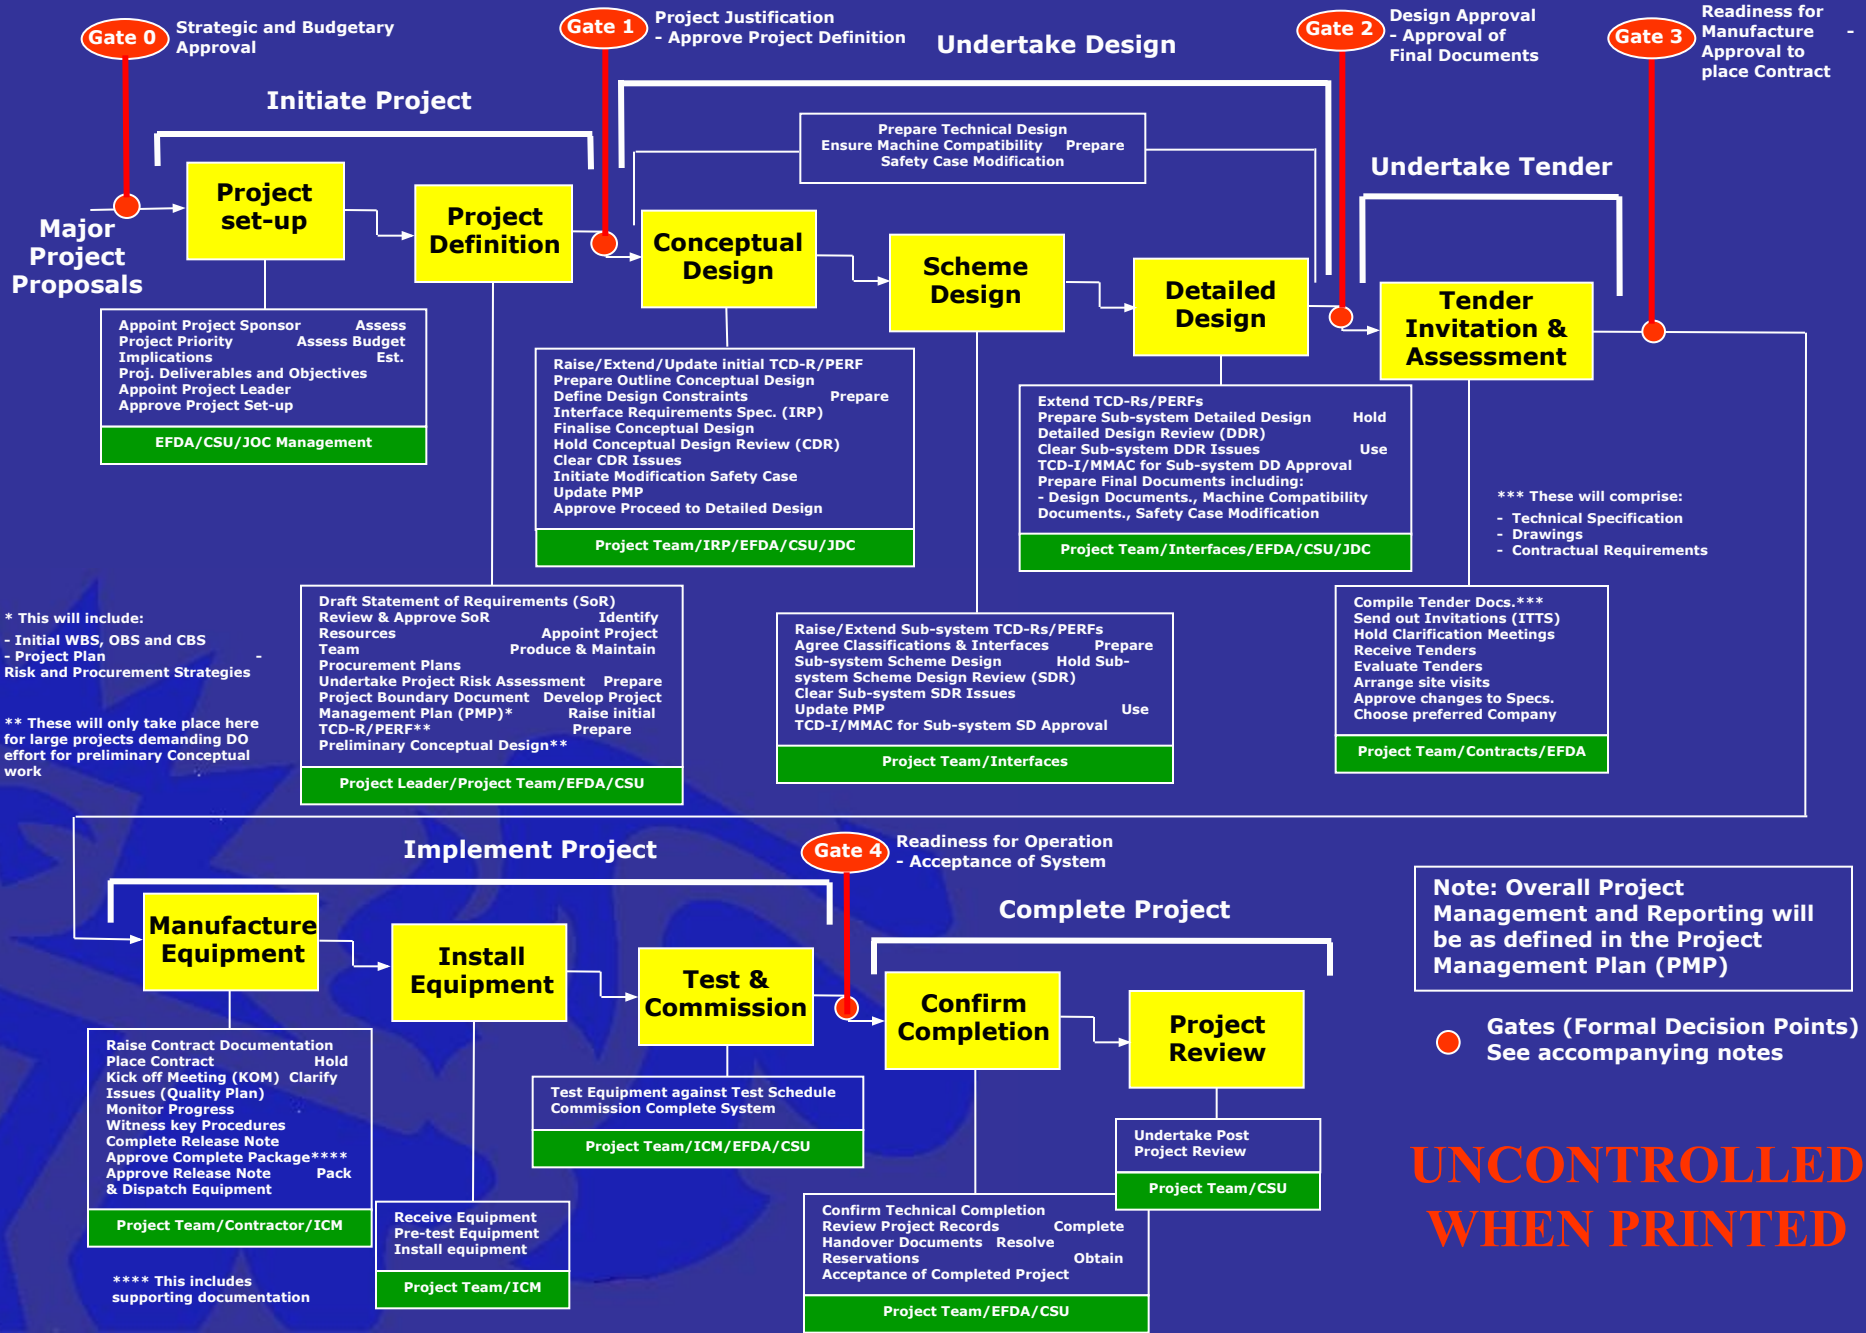 Gate 0
Strategic and Budgetary
Approval
Gate 1
Project Justification
- Approve Project Definition
Undertake Design
Gate 2
Design Approval
- Approval of
Final Documents
Gate 3
Readiness for
Manufacture -
Approval to
place Contract
Initiate Project
Prepare Technical Design
Ensure Machine Compatibility Prepare
Safety Case Modification
Undertake Tender
Major
Project
Proposals
Project
set-up
Project
Definition
Conceptual
Design
Scheme
Design
Detailed
Design
Tender
Invitation &
Assessment
Appoint Project Sponsor Assess
Project Priority Assess Budget
Implications Est.
Proj. Deliverables and Objectives
Appoint Project Leader
Approve Project Set-up
EFDA/CSU/JOC Management
Raise/Extend/Update initial TCD-R/PERF
Prepare Outline Conceptual Design
Define Design Constraints Prepare
Interface Requirements Spec. (IRP)
Finalise Conceptual Design
Hold Conceptual Design Review (CDR)
Clear CDR Issues
Initiate Modification Safety Case
Update PMP
Approve Proceed to Detailed Design
Project Team/IRP/EFDA/CSU/JDC
Extend TCD-Rs/PERFs
Prepare Sub-system Detailed Design Hold
Detailed Design Review (DDR)
Clear Sub-system DDR Issues Use
TCD-I/MMAC for Sub-system DD Approval
Prepare Final Documents including:
- Design Documents., Machine Compatibility
Documents., Safety Case Modification
Project Team/Interfaces/EFDA/CSU/JDC
*** These will comprise:
- Technical Specification
- Drawings
- Contractual Requirements
* This will include:
- Initial WBS, OBS and CBS
- Project Plan -
Risk and Procurement Strategies
** These will only take place here
for large projects demanding DO
effort for preliminary Conceptual
work
Draft Statement of Requirements (SoR)
Review & Approve SoR Identify
Resources Appoint Project
Team Produce & Maintain
Procurement Plans
Undertake Project Risk Assessment Prepare
Project Boundary Document Develop Project
Management Plan (PMP)* Raise initial
TCD-R/PERF** Prepare
Preliminary Conceptual Design**
Project Leader/Project Team/EFDA/CSU
Raise/Extend Sub-system TCD-Rs/PERFs
Agree Classifications & Interfaces Prepare
Sub-system Scheme Design Hold Sub-
system Scheme Design Review (SDR)
Clear Sub-system SDR Issues
Update PMP Use
TCD-I/MMAC for Sub-system SD Approval
Project Team/Interfaces
Compile Tender Docs.***
Send out Invitations (ITTS)
Hold Clarification Meetings
Receive Tenders
Evaluate Tenders
Arrange site visits
Approve changes to Specs.
Choose preferred Company
Project Team/Contracts/EFDA
Implement Project
Gate 4
Readiness for Operation
- Acceptance of System
Complete Project
Note: Overall Project
Management and Reporting will
be as defined in the Project
Management Plan (PMP)
Manufacture
Equipment
Install
Equipment
Test &
Commission
Confirm
Completion
Project
Review
Gates (Formal Decision Points)
See accompanying notes
Raise Contract Documentation
Place Contract Hold
Kick off Meeting (KOM) Clarify
Issues (Quality Plan)
Monitor Progress
Witness key Procedures
Complete Release Note
Approve Complete Package****
Approve Release Note Pack
& Dispatch Equipment
Project Team/Contractor/ICM
**** This includes
supporting documentation
Receive Equipment
Pre-test Equipment
Install equipment
Project Team/ICM
Test Equipment against Test Schedule
Commission Complete System
Project Team/ICM/EFDA/CSU
Confirm Technical Completion
Review Project Records Complete
Handover Documents Resolve
Reservations Obtain
Acceptance of Completed Project
Project Team/EFDA/CSU
Undertake Post
Project Review
Project Team/CSU
UNCONTROLLED
WHEN PRINTED